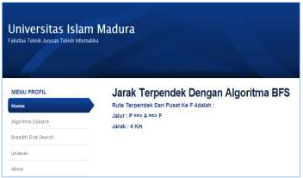 Universitas Islam Madura
Fakultas Teknik Jurusan Teknik Informatika
MENU PROFIL
Home
Algoritma Dijkstra
Breadth First Search
Uniwan
About
Jarak Terpendek Dengan Algoritma BFS
Rute Terpendek Dari Pusat Ke F Adalah :
Jalur : P ==> A ==> F
Jarak : 4 Km